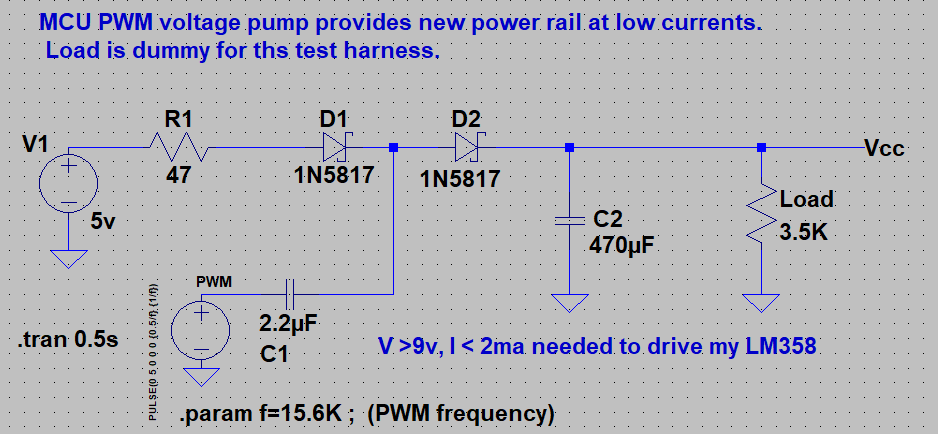 MCU PWM voltage pump provides new power rail at low currents.
Load is dummy for ths test harness.
R1
D1
D2
V1
Vcc
47
1N5817
1N5817
Load
5v
C2
3.5K
470µF
PWM
PULSE(0 5 0 0 0 {0.5/f} {1/f})
2.2µF
.tran 0.5s
C1
V >9v, I < 2ma needed to drive my LM358
.param f=15.6K ; (PWM frequency)